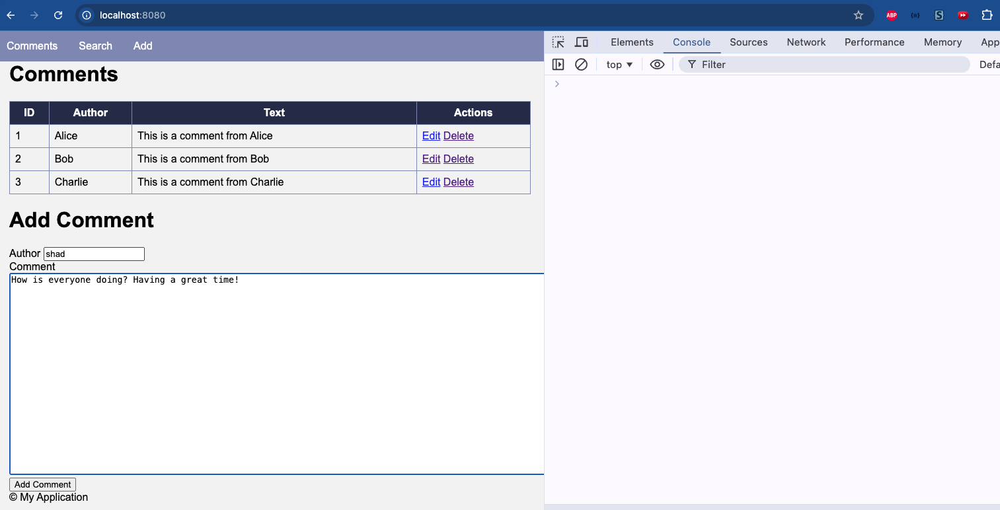 localhost:8080
ABP
Comments Search Add
Elements Console Sources Network Performance Memory App
top Filter Defa
Comments
ID Author Text Actions
1 Alice This is a comment from Alice Edit Delete
2 Bob This is a comment from Bob Edit Delete
3 Charlie This is a comment from Charlie Edit Delete
Add Comment
Author shad
Comment
How is everyone doing? Having a great time!
Add Comment
© My Application